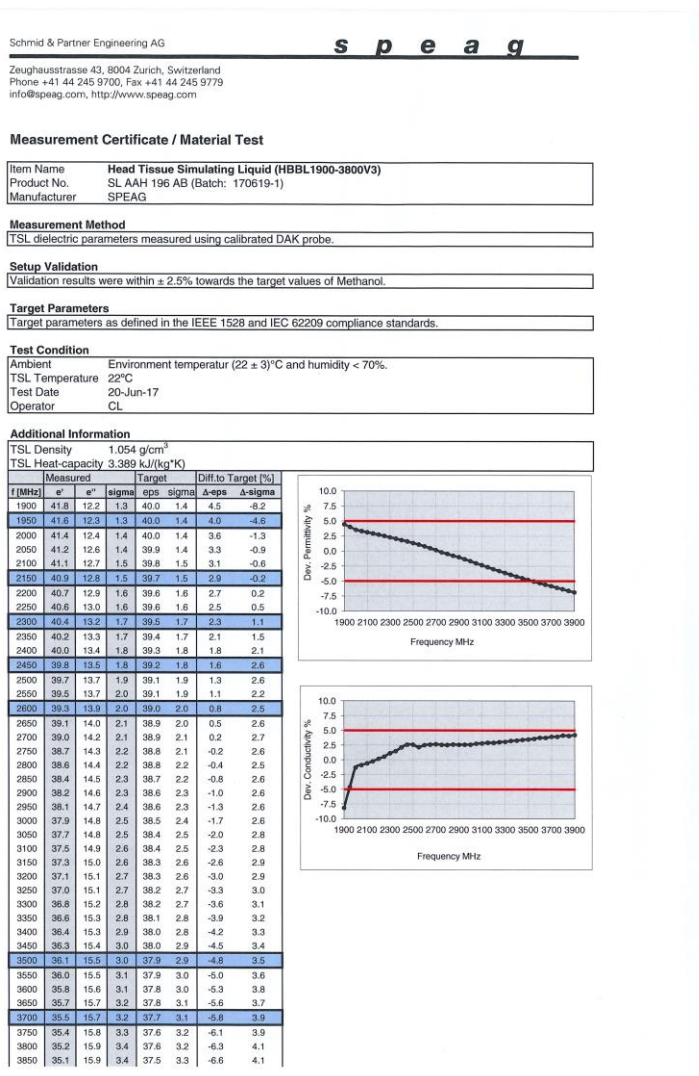 Schmid & Partner Engineering AG
s p e a g
Zeughausstrasse 43, 8004 Zurich, Switzerland
Phone +41 44 245 9700, Fax +41 44 245 9779
info@speag.com, http://www.speag.com
Measurement Certificate / Material Test
Item Name Head Tissue Simulating Liquid (HBBL1900-3800V3)
Product No. SL AAH 196 AB (Batch: 170619-1)
Manufacturer SPEAG
Measurement Method
TSL dielectric parameters measured using calibrated DAK probe.
Setup Validation
Validation results were within ± 2.5% towards the target values of Methanol.
Target Parameters
Target parameters as defined in the IEEE 1528 and IEC 62209 compliance standards.
Test Condition
Ambient Environment temperatur (22 ± 3)°C and humidity < 70%.
TSL Temperature 22°C
Test Date 20-Jun-17
Operator CL
Additional Information
TSL Density 1.054 g/cm³
TSL Heat-capacity 3.389 kJ/(kg*K)
Measured Target Diff.to Target [%]
f [MHz] e' e'' sigma eps sigma Δ-eps Δ-sigma
1900 41.8 12.2 1.3 40.0 1.4 4.5 -8.2
1950 41.6 12.3 1.3 40.0 1.4 4.0 -4.6
2000 41.4 12.4 1.4 40.0 1.4 3.6 -1.3
2050 41.2 12.6 1.4 39.9 1.4 3.3 -0.9
2100 41.1 12.7 1.5 39.8 1.5 3.1 -0.6
2150 40.9 12.8 1.5 39.7 1.5 2.9 -0.2
2200 40.7 12.9 1.6 39.6 1.6 2.7 0.2
2250 40.6 13.0 1.6 39.6 1.6 2.5 0.5
2300 40.4 13.2 1.7 39.5 1.7 2.3 1.1
2350 40.2 13.3 1.7 39.4 1.7 2.1 1.5
2400 40.0 13.4 1.8 39.3 1.8 1.8 2.1
2450 39.8 13.5 1.8 39.2 1.8 1.6 2.6
2500 39.7 13.7 1.9 39.1 1.9 1.3 2.6
2550 39.5 13.7 2.0 39.1 1.9 1.1 2.2
2600 39.3 13.9 2.0 39.0 2.0 0.8 2.5
2650 39.1 14.0 2.1 38.9 2.0 0.5 2.6
2700 39.0 14.2 2.1 38.9 2.1 0.2 2.7
2750 38.7 14.3 2.2 38.8 2.1 -0.2 2.6
2800 38.6 14.4 2.2 38.8 2.2 -0.4 2.5
2850 38.4 14.5 2.3 38.7 2.2 -0.8 2.6
2900 38.2 14.6 2.3 38.6 2.3 -1.0 2.6
2950 38.1 14.7 2.4 38.6 2.3 -1.3 2.6
3000 37.9 14.8 2.5 38.5 2.4 -1.7 2.6
3050 37.7 14.8 2.5 38.4 2.5 -2.0 2.8
3100 37.5 14.9 2.6 38.4 2.5 -2.3 2.8
3150 37.3 15.0 2.6 38.3 2.6 -2.6 2.9
3200 37.1 15.1 2.7 38.3 2.6 -3.0 2.9
3250 37.0 15.1 2.7 38.2 2.7 -3.3 3.0
3300 36.8 15.2 2.8 38.2 2.7 -3.6 3.1
3350 36.6 15.3 2.8 38.1 2.8 -3.9 3.2
3400 36.4 15.3 2.9 38.0 2.8 -4.2 3.3
3450 36.3 15.4 3.0 38.0 2.9 -4.5 3.4
3500 36.1 15.5 3.0 37.9 2.9 -4.8 3.5
3550 36.0 15.5 3.1 37.9 3.0 -5.0 3.6
3600 35.8 15.6 3.1 37.8 3.0 -5.3 3.8
3650 35.7 15.7 3.2 37.8 3.1 -5.6 3.7
3700 35.5 15.7 3.2 37.7 3.1 -5.8 3.9
3750 35.4 15.8 3.3 37.6 3.2 -6.1 3.9
3800 35.2 15.9 3.4 37.6 3.2 -6.3 4.1
3850 35.1 15.9 3.4 37.5 3.3 -6.6 4.1
Dev. Permittivity %
10.0
7.5
5.0
2.5
0.0
-2.5
-5.0
-7.5
-10.0
1900 2100 2300 2500 2700 2900 3100 3300 3500 3700 3900
Frequency MHz
Dev. Conductivity %
10.0
7.5
5.0
2.5
0.0
-2.5
-5.0
-7.5
-10.0
1900 2100 2300 2500 2700 2900 3100 3300 3500 3700 3900
Frequency MHz